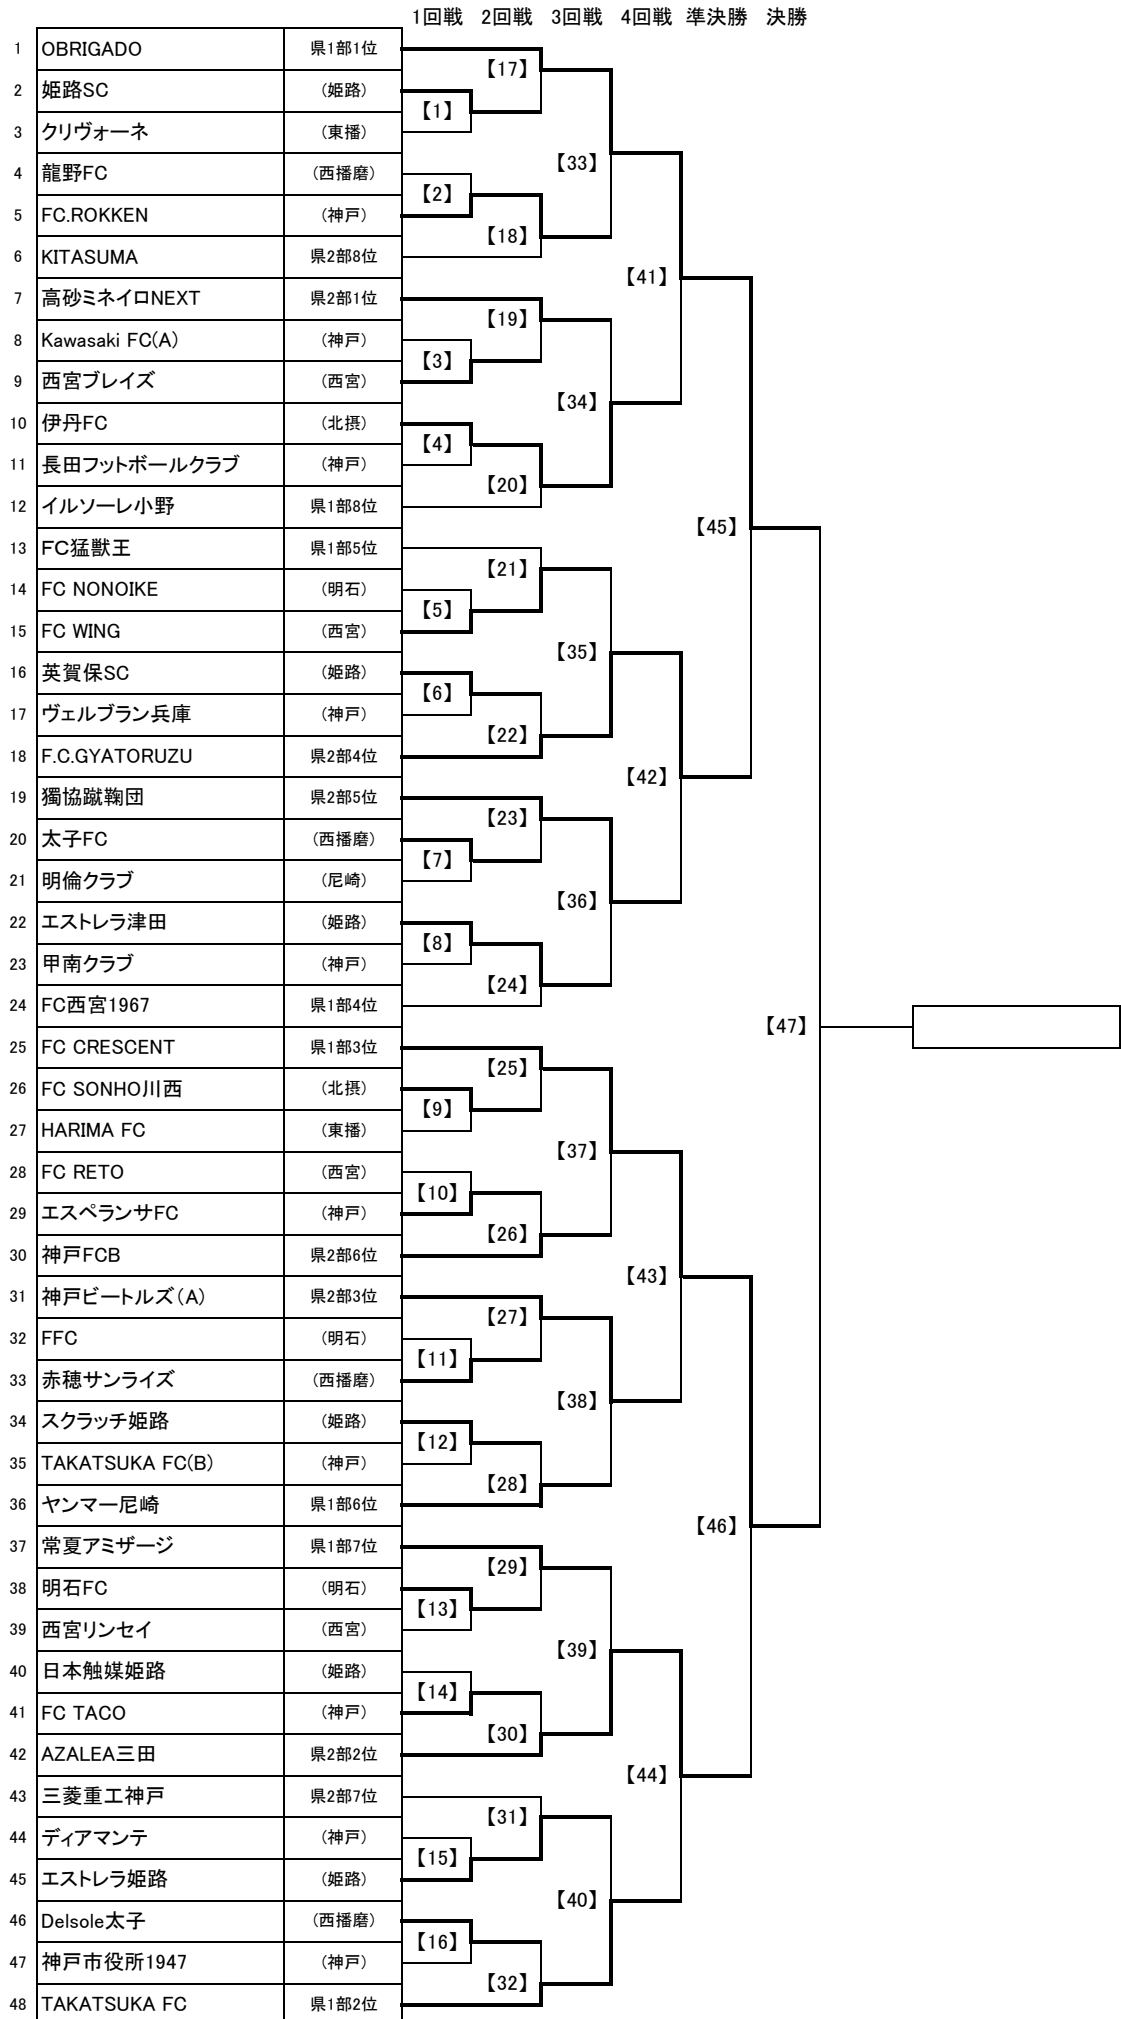 1回戦 2回戦 3回戦 4回戦 準決勝 決勝
1 OBRIGADO 県1部1位
【17】
2 姫路SC (姫路)
【1】
3 クリヴォーネ (東播)
【33】
4 龍野FC (西播磨)
【2】
5 FC.ROKKEN (神戸)
【18】
6 KITASUMA 県2部8位
【41】
7 高砂ミネイロNEXT 県2部1位
【19】
8 Kawasaki FC(A) (神戸)
【3】
9 西宮ブレイズ (西宮)
【34】
10 伊丹FC (北摂)
【4】
11 長田フットボールクラブ (神戸)
【20】
12 イルソーレ小野 県1部8位
【45】
13 FC猛獣王 県1部5位
【21】
14 FC NONOIKE (明石)
【5】
15 FC WING (西宮)
【35】
16 英賀保SC (姫路)
【6】
17 ヴェルブラン兵庫 (神戸)
【22】
18 F.C.GYATORUZU 県2部4位
【42】
19 獨協蹴鞠団 県2部5位
【23】
20 太子FC (西播磨)
【7】
21 明倫クラブ (尼崎)
【36】
22 エストレラ津田 (姫路)
【8】
23 甲南クラブ (神戸)
【24】
24 FC西宮1967 県1部4位
【47】
25 FC CRESCENT 県1部3位
【25】
26 FC SONHO川西 (北摂)
【9】
27 HARIMA FC (東播)
【37】
28 FC RETO (西宮)
【10】
29 エスペランサFC (神戸)
【26】
30 神戸FCB 県2部6位
【43】
31 神戸ビートルズ(A) 県2部3位
【27】
32 FFC (明石)
【11】
33 赤穂サンライズ (西播磨)
【38】
34 スクラッチ姫路 (姫路)
【12】
35 TAKATSUKA FC(B) (神戸)
【28】
36 ヤンマー尼崎 県1部6位
【46】
37 常夏アミザージ 県1部7位
【29】
38 明石FC (明石)
【13】
39 西宮リンセイ (西宮)
【39】
40 日本触媒姫路 (姫路)
【14】
41 FC TACO (神戸)
【30】
42 AZALEA三田 県2部2位
【44】
43 三菱重工神戸 県2部7位
【31】
44 ディアマンテ (神戸)
【15】
45 エストレラ姫路 (姫路)
【40】
46 Delsole太子 (西播磨)
【16】
47 神戸市役所1947 (神戸)
【32】
48 TAKATSUKA FC 県1部2位